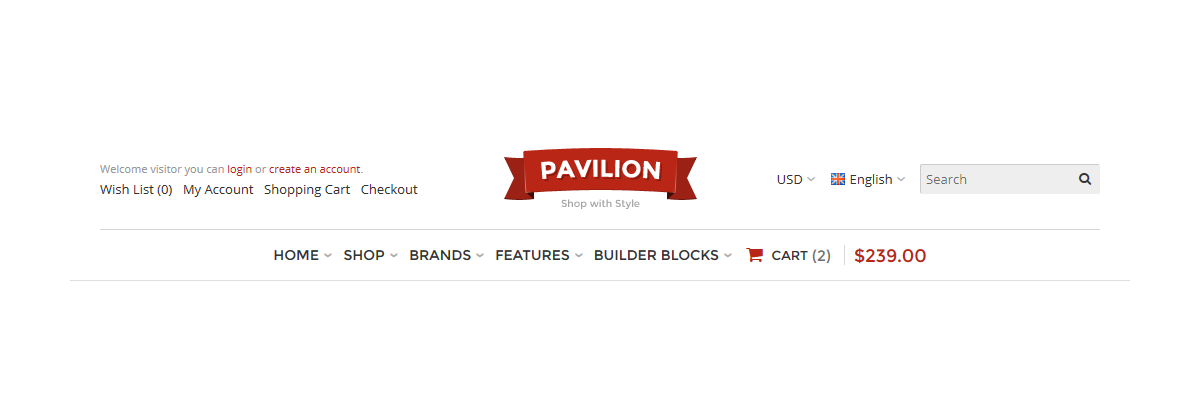 Welcome visitor you can login or create an account.
Wish List (0) My Account Shopping Cart Checkout
PAVILION
Shop with Style
USD English Search
HOME SHOP BRANDS FEATURES BUILDER BLOCKS CART (2) $239.00